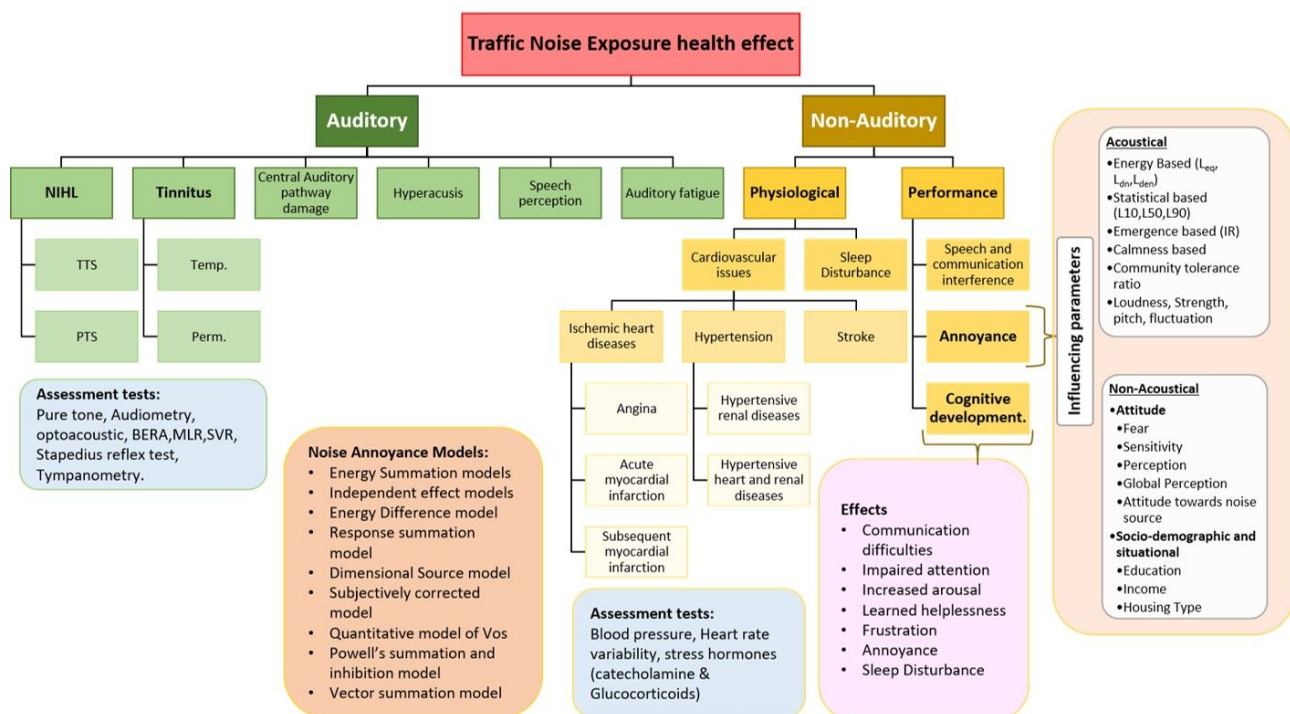 Traffic Noise Exposure health effect
Auditory
Non-Auditory
NIHL
Tinnitus
Central Auditory
pathway
damage
Hyperacusis
Speech
perception
Auditory fatigue
Physiological
Performance
TTS
Temp.
Cardiovascular
issues
Sleep
Disturbance
Speech and
communication
interference
PTS
Perm.
Ischemic heart
diseases
Hypertension
Stroke
Annoyance
Angina
Hypertensive
renal diseases
Cognitive
development.
Acute
myocardial
infarction
Hypertensive
heart and renal
diseases
Subsequent
myocardial
infarction
Assessment tests:
Pure tone, Audiometry,
optoacoustic, BERA,MLR,SVR,
Stapedius reflex test,
Tympanometry.
Noise Annoyance Models:
• Energy Summation models
• Independent effect models
• Energy Difference model
• Response summation
model
• Dimensional Source model
• Subjectively corrected
model
• Quantitative model of Vos
• Powell’s summation and
inhibition model
• Vector summation model
Assessment tests:
Blood pressure, Heart rate
variability, stress hormones
(catecholamine &
Glucocorticoids)
Effects
• Communication
difficulties
• Impaired attention
• Increased arousal
• Learned helplessness
• Frustration
• Annoyance
• Sleep Disturbance
Influencing parameters
Acoustical
•Energy Based (Leq,
Ldn,Lden)
•Statistical based
(L10,L50,L90)
•Emergence based (IR)
•Calmness based
•Community tolerance
ratio
•Loudness, Strength,
pitch, fluctuation
Non-Acoustical
•Attitude
•Fear
•Sensitivity
•Perception
•Global Perception
•Attitude towards noise
source
•Socio-demographic and
situational
•Education
•Income
•Housing Type